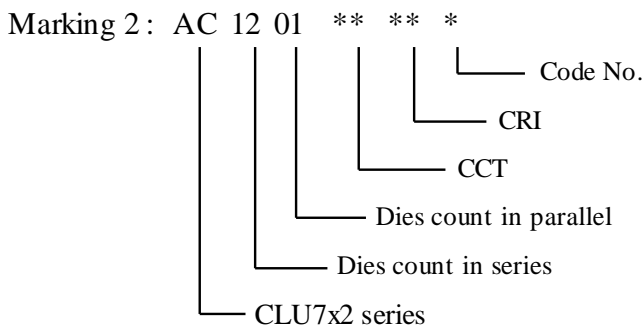 Marking 2 : AC 12 01 ** ** *
Code No.
CRI
CCT
Dies count in parallel
Dies count in series
CLU7x2 series